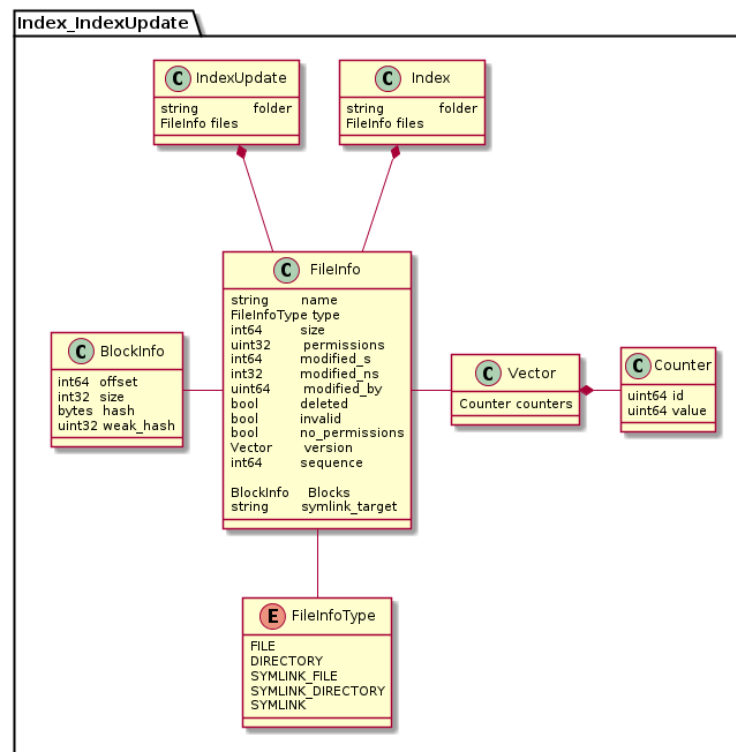 Index_IndexUpdate
C IndexUpdate
string folder
FileInfo files
C Index
string folder
FileInfo files
C FileInfo
string name
FileInfoType type
int64 size
uint32 permissions
int64 modified_s
int32 modified_ns
uint64 modified_by
bool deleted
bool invalid
bool no_permissions
Vector version
int64 sequence
BlockInfo Blocks
string symlink_target
C BlockInfo
int64 offset
int32 size
bytes hash
uint32 weak_hash
C Vector
Counter counters
C Counter
uint64 id
uint64 value
E FileInfoType
FILE
DIRECTORY
SYMLINK_FILE
SYMLINK_DIRECTORY
SYMLINK